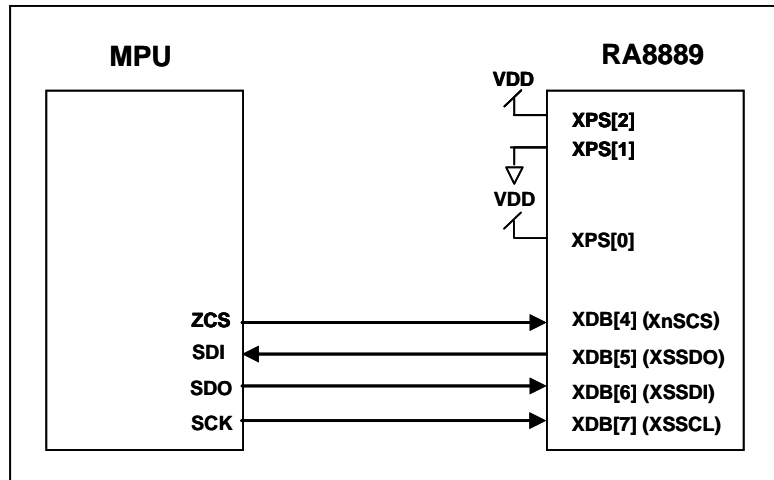 MPU
RA8889
VDD
XPS[2]
XPS[1]
VDD
XPS[0]
ZCS
XDB[4] (XnSCS)
SDI
XDB[5] (XSSDO)
SDO
XDB[6] (XSSDI)
SCK
XDB[7] (XSSCL)